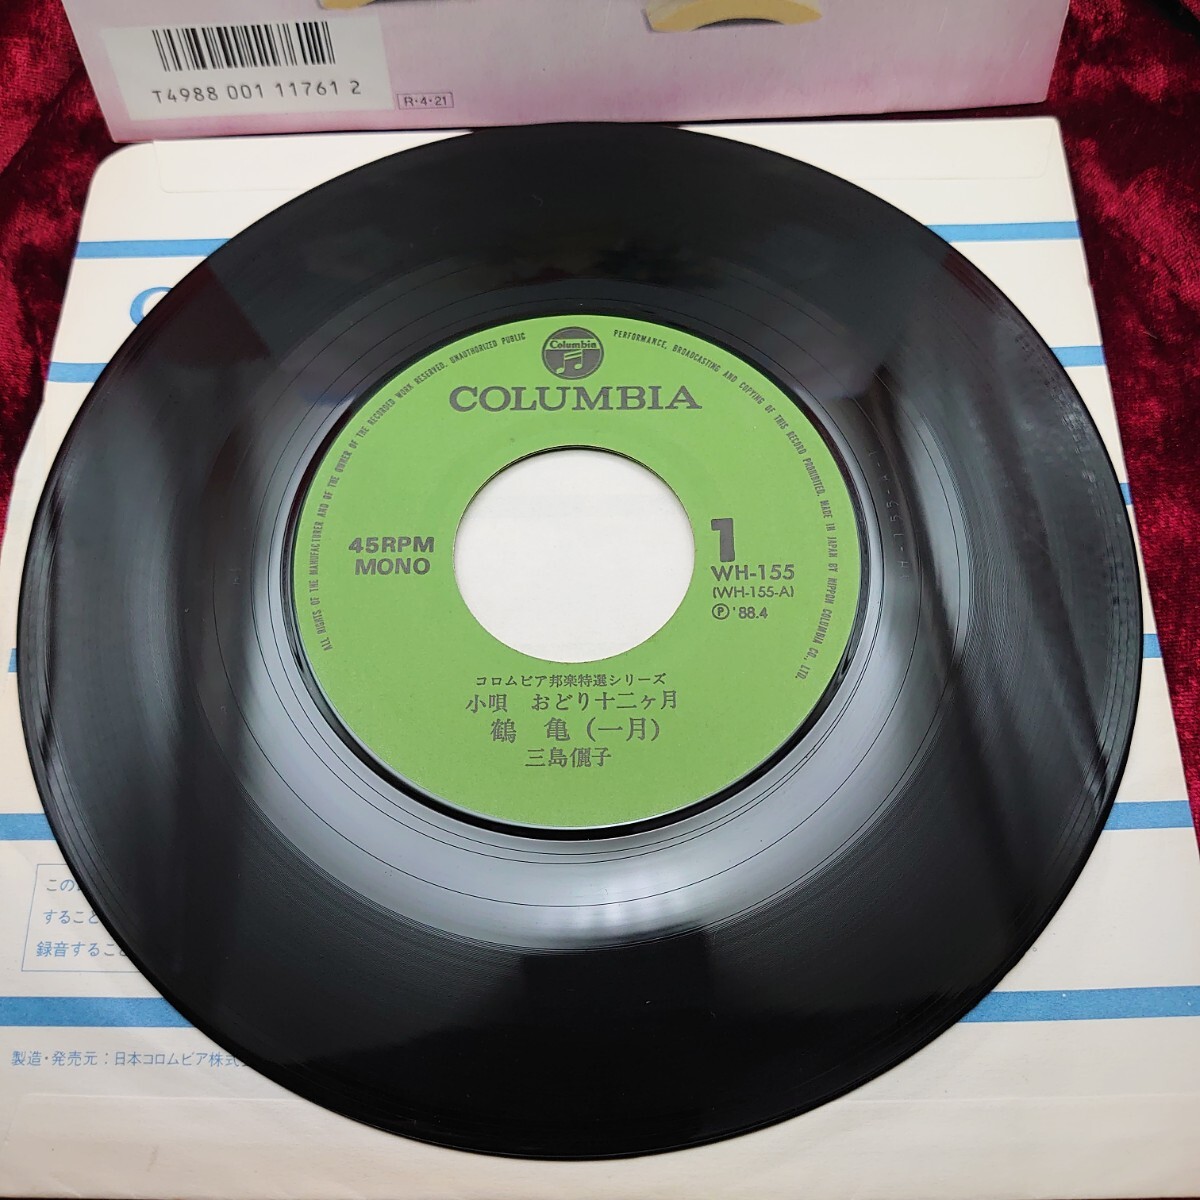 T4988 001 11761 2
R・4・21
Columbia
COLUMBIA
ALL RIGHTS OF THE MANUFACTURER AND OF THE OWNER OF THE RECORDED WORK RESERVED. UNAUTHORIZED PUBLIC PERFORMANCE, BROADCASTING AND COPYING OF THIS RECORD PROHIBITED. MADE IN JAPAN BY NIPPON COLUMBIA CO., LTD.
45RPM
MONO
1
WH-155
(WH-155-A)
Ⓟ'88.4
コロムビア邦楽特選シリーズ
小唄 おどり十二ヶ月
鶴 亀(一月)
三島儷子
この
すること
録音すること
製造・発売元:日本コロムビア株式